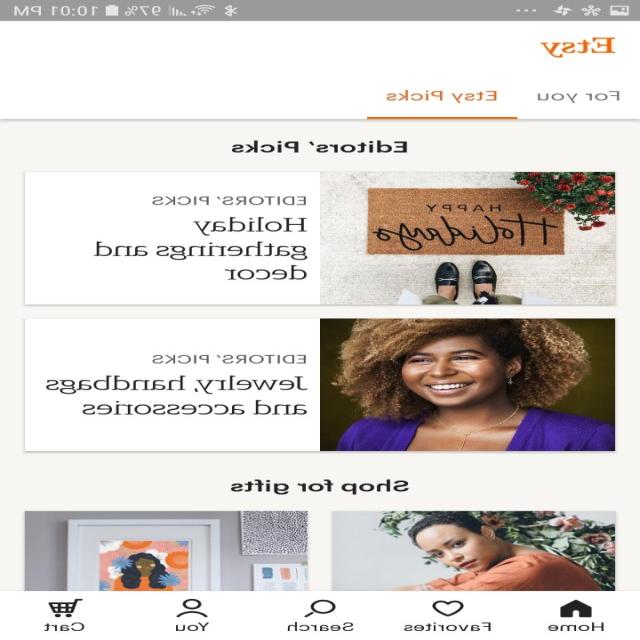 97% 10:01 PM
Etsy
For you
Etsy Picks
Editors' Picks
HAPPY
Holidays
EDITORS' PICKS
Holiday
gatherings and
decor
EDITORS' PICKS
Jewelry, handbags
and accessories
Shop for gifts
Home
Favorites
Search
You
Cart